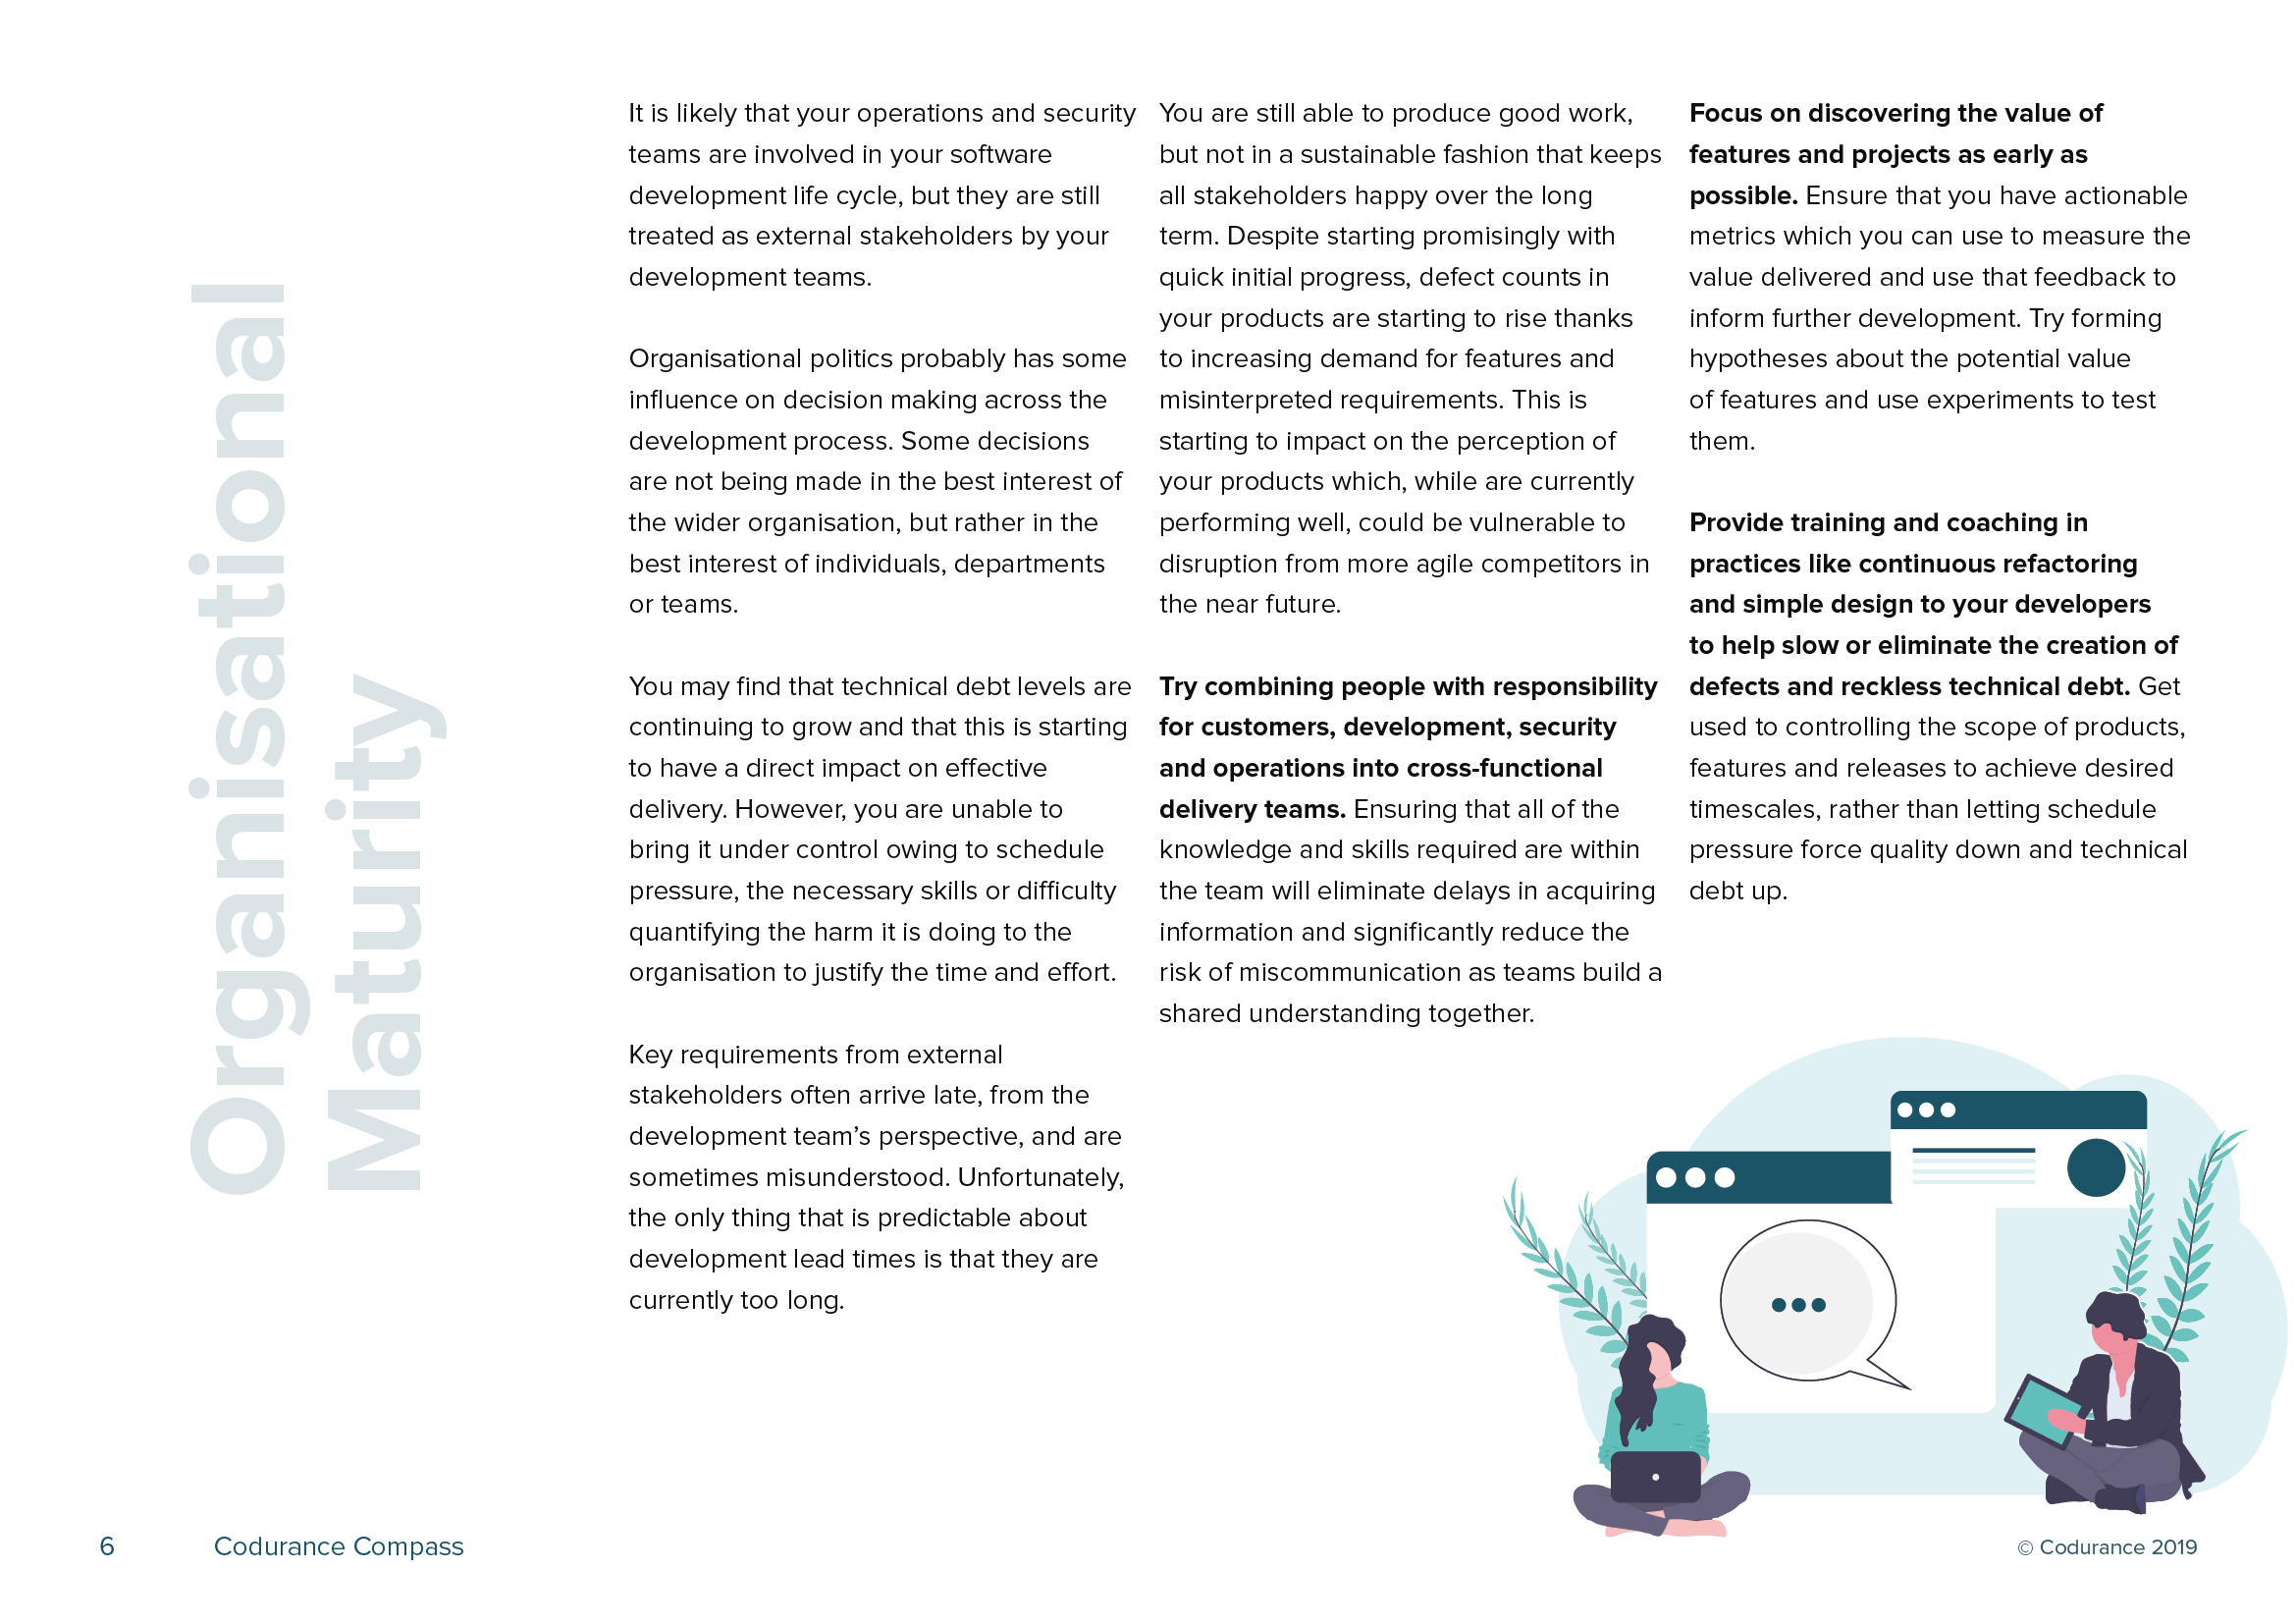 Organisational
Maturity
It is likely that your operations and security
teams are involved in your software
development life cycle, but they are still
treated as external stakeholders by your
development teams.
Organisational politics probably has some
influence on decision making across the
development process. Some decisions
are not being made in the best interest of
the wider organisation, but rather in the
best interest of individuals, departments
or teams.
You may find that technical debt levels are
continuing to grow and that this is starting
to have a direct impact on effective
delivery. However, you are unable to
bring it under control owing to schedule
pressure, the necessary skills or difficulty
quantifying the harm it is doing to the
organisation to justify the time and effort.
Key requirements from external
stakeholders often arrive late, from the
development team’s perspective, and are
sometimes misunderstood. Unfortunately,
the only thing that is predictable about
development lead times is that they are
currently too long.
You are still able to produce good work,
but not in a sustainable fashion that keeps
all stakeholders happy over the long
term. Despite starting promisingly with
quick initial progress, defect counts in
your products are starting to rise thanks
to increasing demand for features and
misinterpreted requirements. This is
starting to impact on the perception of
your products which, while are currently
performing well, could be vulnerable to
disruption from more agile competitors in
the near future.
Try combining people with responsibility
for customers, development, security
and operations into cross-functional
delivery teams. Ensuring that all of the
knowledge and skills required are within
the team will eliminate delays in acquiring
information and significantly reduce the
risk of miscommunication as teams build a
shared understanding together.
Focus on discovering the value of
features and projects as early as
possible. Ensure that you have actionable
metrics which you can use to measure the
value delivered and use that feedback to
inform further development. Try forming
hypotheses about the potential value
of features and use experiments to test
them.
Provide training and coaching in
practices like continuous refactoring
and simple design to your developers
to help slow or eliminate the creation of
defects and reckless technical debt. Get
used to controlling the scope of products,
features and releases to achieve desired
timescales, rather than letting schedule
pressure force quality down and technical
debt up.
6
Codurance Compass
© Codurance 2019